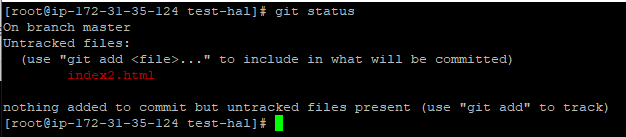 [root@ip-172-31-35-124 test-hal]# git status
On branch master
Untracked files:
  (use "git add <file>..." to include in what will be committed)
        index2.html

nothing added to commit but untracked files present (use "git add" to track)
[root@ip-172-31-35-124 test-hal]#